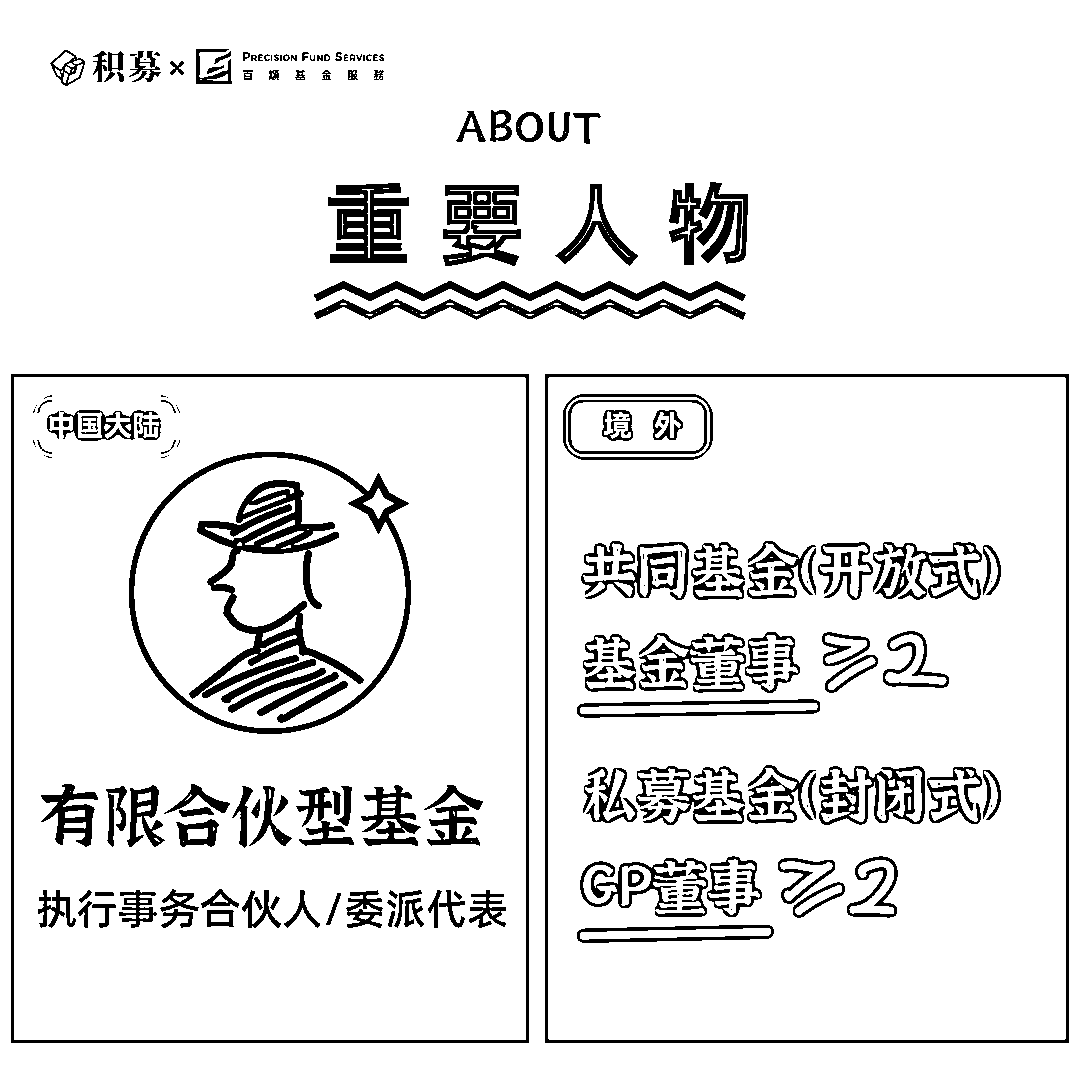 积募 × PRECISION FUND SERVICES
百順基金服務
ABOUT
重要人物
中国大陆
有限合伙型基金
执行事务合伙人/委派代表
境外
共同基金(开放式)
基金董事 ≥2
私募基金(封闭式)
GP董事 ≥2